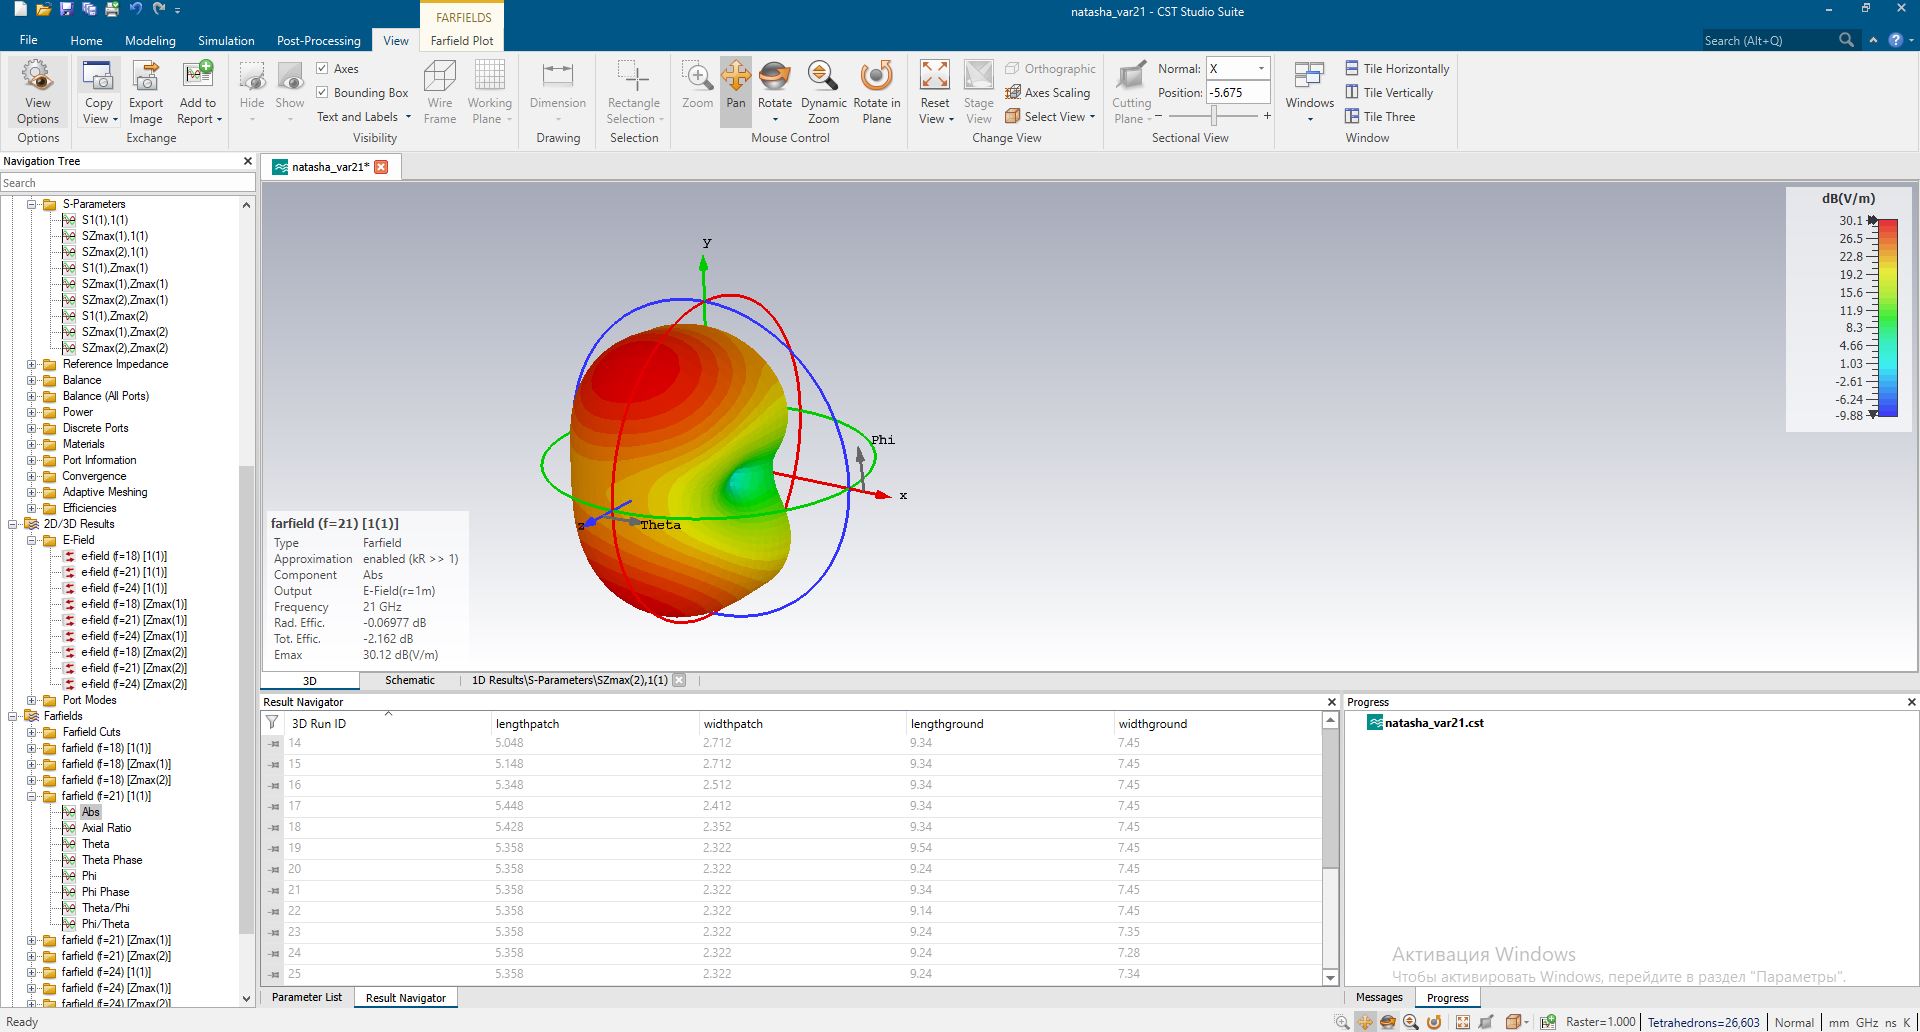 natasha_var21 - CST Studio Suite
FARFIELDS
File Home Modeling Simulation Post-Processing View Farfield Plot
Search (Alt+Q)
View Options
Copy View
Export Image
Add to Report
Hide
Show
Axes
Bounding Box
Text and Labels
Wire Frame
Working Plane
Dimension
Rectangle Selection
Zoom
Pan
Rotate
Dynamic Zoom
Rotate in Plane
Reset View
Stage View
Orthographic
Axes Scaling
Select View
Cutting Plane
Normal: X
Position: -5.675
Windows
Tile Horizontally
Tile Vertically
Tile Three
Options Exchange Visibility Drawing Selection Mouse Control Change View Sectional View Window
Navigation Tree
Search
S-Parameters
S1(1),1(1)
SZmax(1),1(1)
SZmax(2),1(1)
S1(1),Zmax(1)
SZmax(1),Zmax(1)
SZmax(2),Zmax(1)
S1(1),Zmax(2)
SZmax(1),Zmax(2)
SZmax(2),Zmax(2)
Reference Impedance
Balance
Balance (All Ports)
Power
Discrete Ports
Materials
Port Information
Convergence
Adaptive Meshing
Efficiencies
2D/3D Results
E-Field
e-field (f=18) [1(1)]
e-field (f=21) [1(1)]
e-field (f=24) [1(1)]
e-field (f=18) [Zmax(1)]
e-field (f=21) [Zmax(1)]
e-field (f=24) [Zmax(1)]
e-field (f=18) [Zmax(2)]
e-field (f=21) [Zmax(2)]
e-field (f=24) [Zmax(2)]
Port Modes
Farfields
Farfield Cuts
farfield (f=18) [1(1)]
farfield (f=18) [Zmax(1)]
farfield (f=18) [Zmax(2)]
farfield (f=21) [1(1)]
Abs
Axial Ratio
Theta
Theta Phase
Phi
Phi Phase
Theta/Phi
Phi/Theta
farfield (f=21) [Zmax(1)]
farfield (f=21) [Zmax(2)]
farfield (f=24) [1(1)]
farfield (f=24) [Zmax(1)]
farfield (f=24) [Zmax(2)]
natasha_var21*
y
Phi
x
z
Theta
dB(V/m)
30.1
26.5
22.8
19.2
15.6
11.9
8.3
4.66
1.03
-2.61
-6.24
-9.88
farfield (f=21) [1(1)]
Type Farfield
Approximation enabled (kR >> 1)
Component Abs
Output E-Field(r=1m)
Frequency 21 GHz
Rad. Effic. -0.06977 dB
Tot. Effic. -2.162 dB
Emax 30.12 dB(V/m)
3D Schematic 1D Results\S-Parameters\SZmax(2),1(1)
Result Navigator
3D Run ID lengthpatch widthpatch lengthground widthground
14 5.048 2.712 9.34 7.45
15 5.148 2.712 9.34 7.45
16 5.348 2.512 9.34 7.45
17 5.448 2.412 9.34 7.45
18 5.428 2.352 9.34 7.45
19 5.358 2.322 9.54 7.45
20 5.358 2.322 9.24 7.45
21 5.358 2.322 9.34 7.45
22 5.358 2.322 9.14 7.45
23 5.358 2.322 9.24 7.35
24 5.358 2.322 9.24 7.28
25 5.358 2.322 9.24 7.34
Parameter List Result Navigator
Progress
natasha_var21.cst
Активация Windows
Чтобы активировать Windows, перейдите в раздел "Параметры".
Messages Progress
Ready
Raster=1.000 Tetrahedrons=26,603 Normal mm GHz ns K